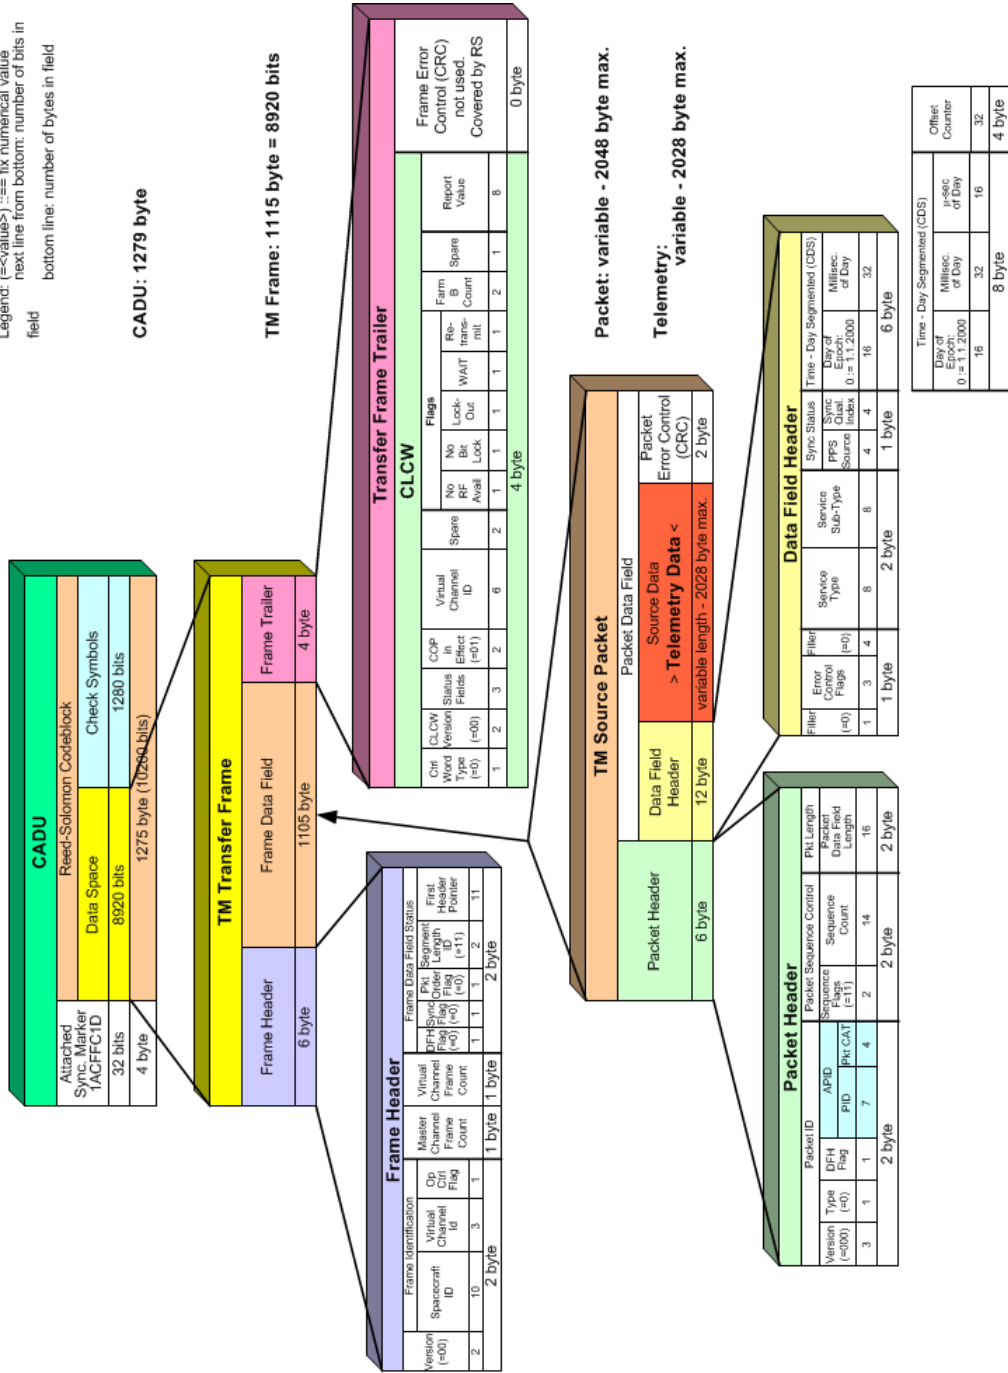 Legend: (=<value>) ::== fix numerical value
next line from bottom: number of bits in
field
bottom line: number of bytes in field
CADU
Attached
Sync. Marker
1ACFFC1D
32 bits
4 byte
Reed-Solomon Codeblock
Data Space
Check Symbols
8920 bits
1280 bits
1275 byte (10200 bits)
CADU: 1279 byte
TM Transfer Frame
Frame Header
Frame Data Field
Frame Trailer
6 byte
1105 byte
4 byte
TM Frame: 1115 byte = 8920 bits
Frame Header
Version
(=00)
Frame Identification
Spacecraft
ID
Virtual
Channel
Id
Op
Ctrl
Flag
Master
Channel
Frame
Count
Virtual
Channel
Frame
Count
Frame Data Field Status
DFH
Flag
(=0)
Sync
Flag
(=0)
Pkt
Order
Flag
(=0)
Segment
Length
ID
(=11)
First
Header
Pointer
2
10
3
1
1
1
1
2
11
2 byte
1 byte
1 byte
2 byte
Transfer Frame Trailer
CLCW
Ctrl
Word
Type
(=0)
CLCW
Version
(=00)
Status
Fields
COP
in
Effect
(=01)
Virtual
Channel
ID
Spare
Flags
No
RF
Avail
No
Bit
Lock
Lock-
Out
WAIT
Re-
trans-
mit
Farm
B
Count
Spare
Report
Value
1
2
3
2
6
2
1
1
1
1
1
2
1
8
4 byte
Frame Error
Control (CRC)
not used.
Covered by RS
0 byte
TM Source Packet
Packet Header
Packet Data Field
Data Field
Header
Source Data
> Telemetry Data <
Packet
Error Control
(CRC)
6 byte
12 byte
variable length - 2028 byte max.
2 byte
Packet: variable - 2048 byte max.
Telemetry:
variable - 2028 byte max.
Packet Header
Packet ID
Packet Sequence Control
Pkt Length
Version
(=000)
Type
(=0)
DFH
Flag
APID
PID
Pkt CAT
Sequence
Flags
(=11)
Sequence
Count
Packet
Data Field
Length
3
1
1
7
4
2
14
16
2 byte
2 byte
2 byte
Data Field Header
Filler
(=0)
Error
Control
Flags
Filler
(=0)
Service
Type
Service
Sub-Type
Sync Status
PPS
Source
Sync
Qual.
Index
Time - Day Segmented (CDS)
Day of
Epoch:
0 := 1.1.2000
Millisec.
of Day
1
3
4
8
8
4
4
16
32
1 byte
2 byte
1 byte
6 byte
Time - Day Segmented (CDS)
Day of
Epoch:
0 := 1.1.2000
Millisec.
of Day
µ-sec
of Day
Offset
Counter
16
32
16
32
8 byte
4 byte